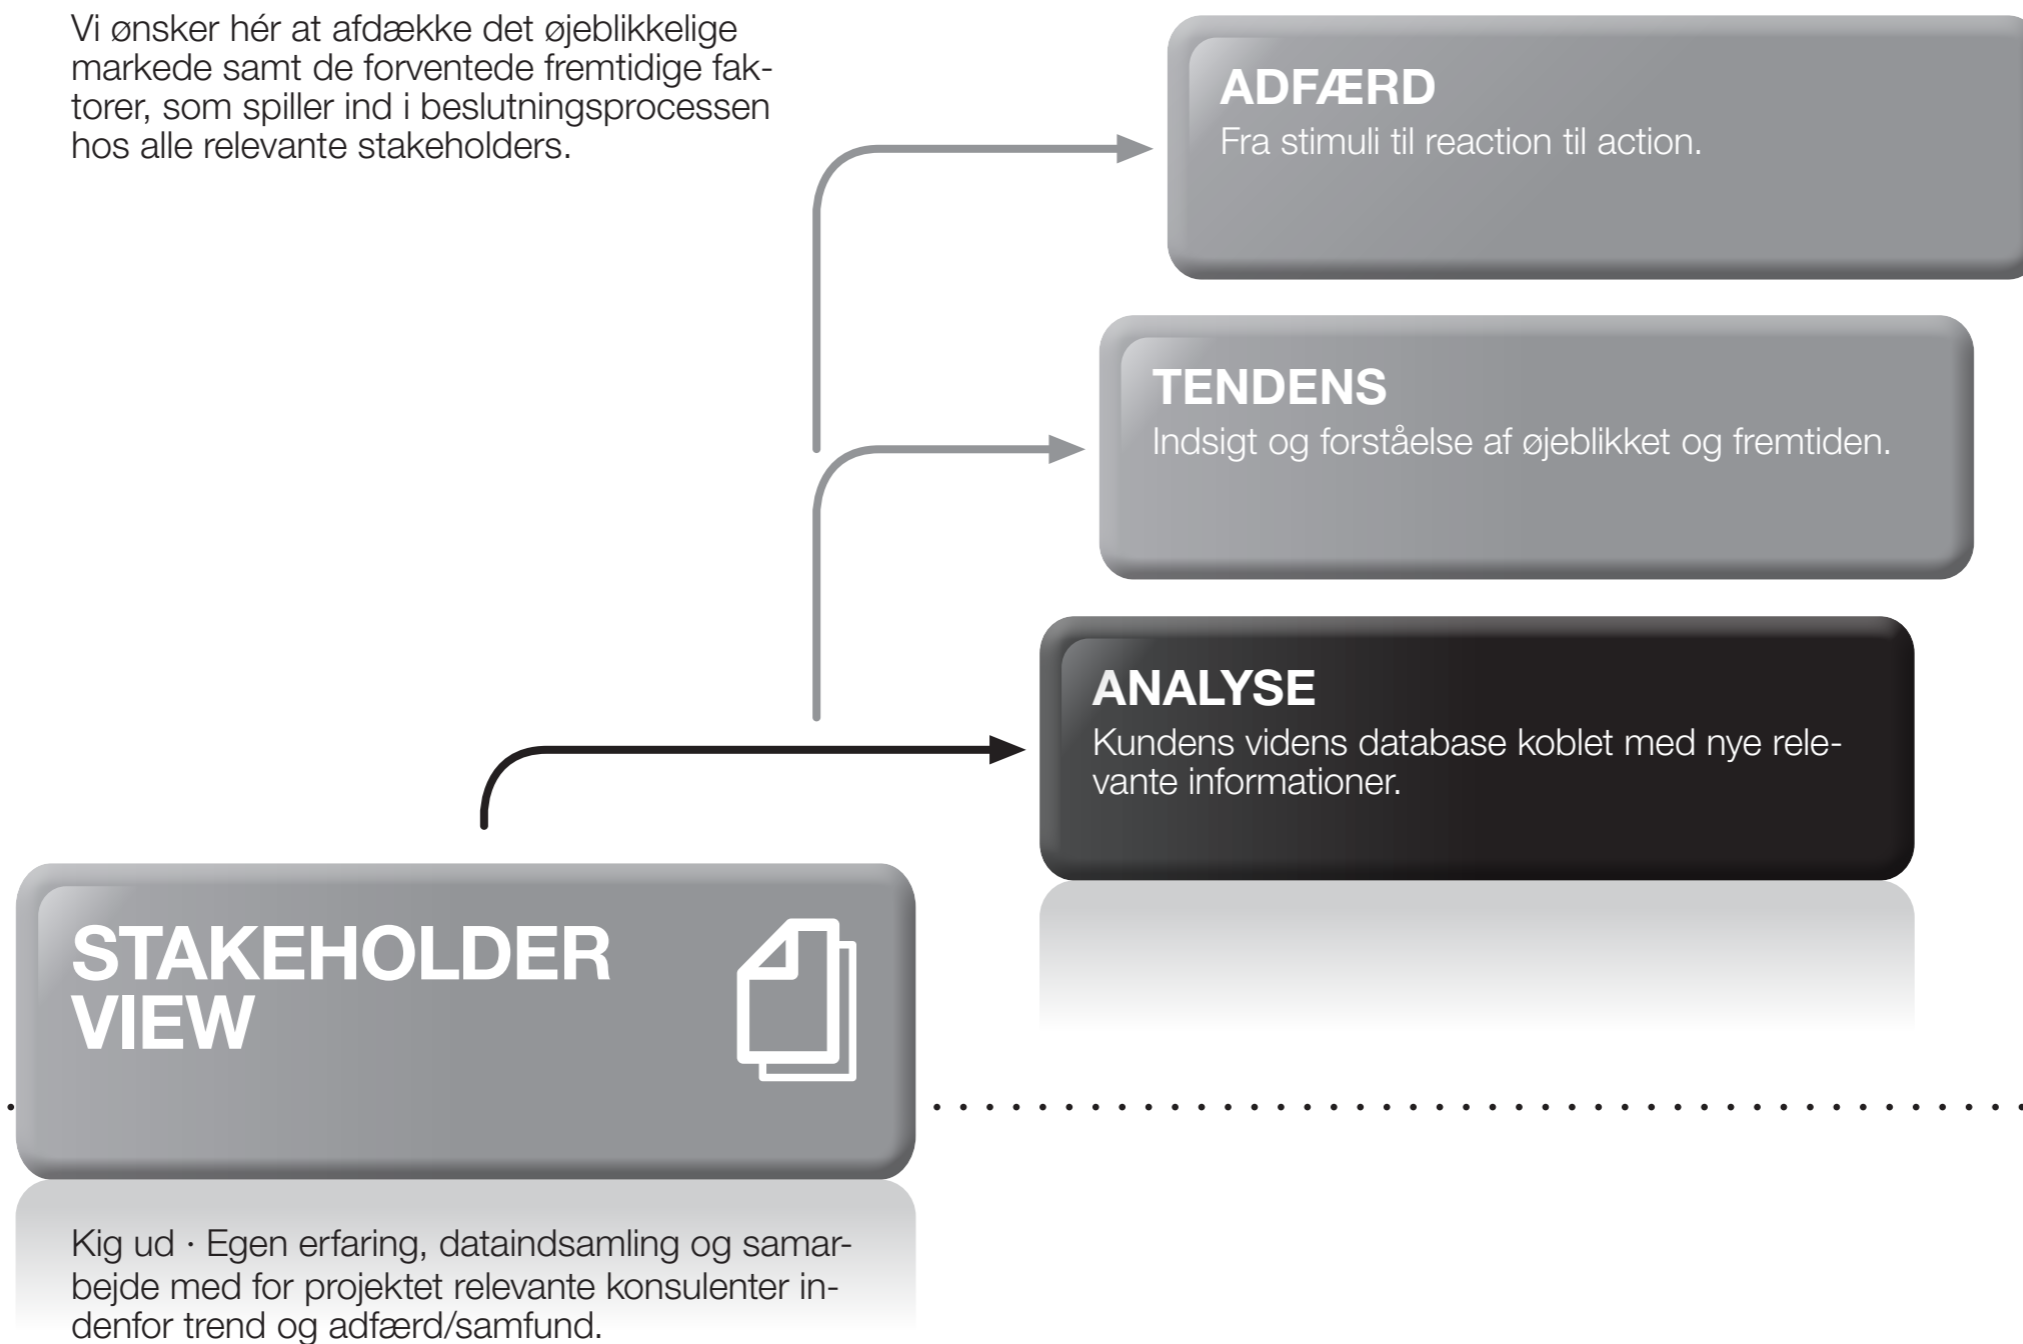 Vi ønsker hér at afdække det øjeblikkelige
markede samt de forventede fremtidige fak-
torer, som spiller ind i beslutningsprocessen
hos alle relevante stakeholders.
ADFÆRD
Fra stimuli til reaction til action.
TENDENS
Indsigt og forståelse af øjeblikket og fremtiden.
ANALYSE
Kundens videns database koblet med nye rele-
vante informationer.
STAKEHOLDER
VIEW
Kig ud · Egen erfaring, dataindsamling og samar-
bejde med for projektet relevante konsulenter in-
denfor trend og adfærd/samfund.